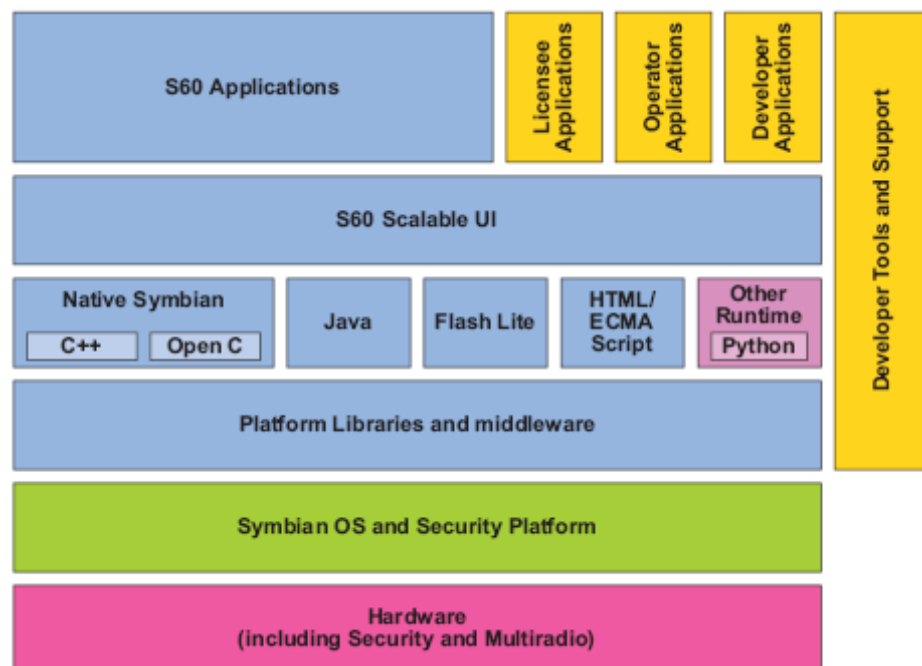 S60 Applications
Licensee
Applications
Operator
Applications
Developer
Applications
Developer Tools and Support
S60 Scalable UI
Native Symbian
C++
Open C
Java
Flash Lite
HTML/
ECMA
Script
Other
Runtime
Python
Platform Libraries and middleware
Symbian OS and Security Platform
Hardware
(including Security and Multiradio)